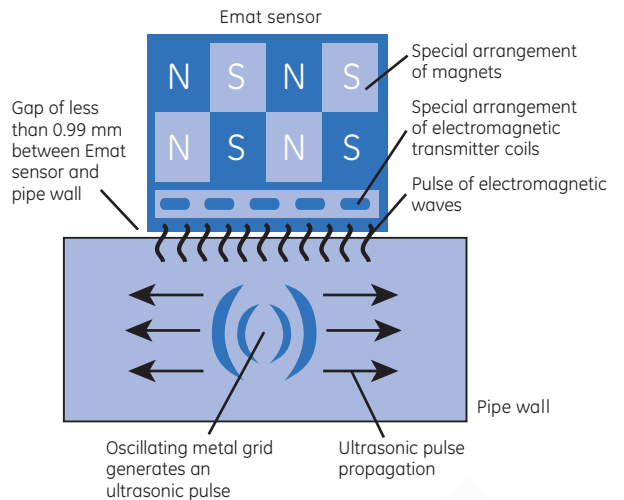 Emat sensor
N S N S
N S N S
Special arrangement
of magnets
Special arrangement
of electromagnetic
transmitter coils
Pulse of electromagnetic
waves
Gap of less
than 0.99 mm
between Emat
sensor and
pipe wall
Pipe wall
Oscillating metal grid
generates an
ultrasonic pulse
Ultrasonic pulse
propagation